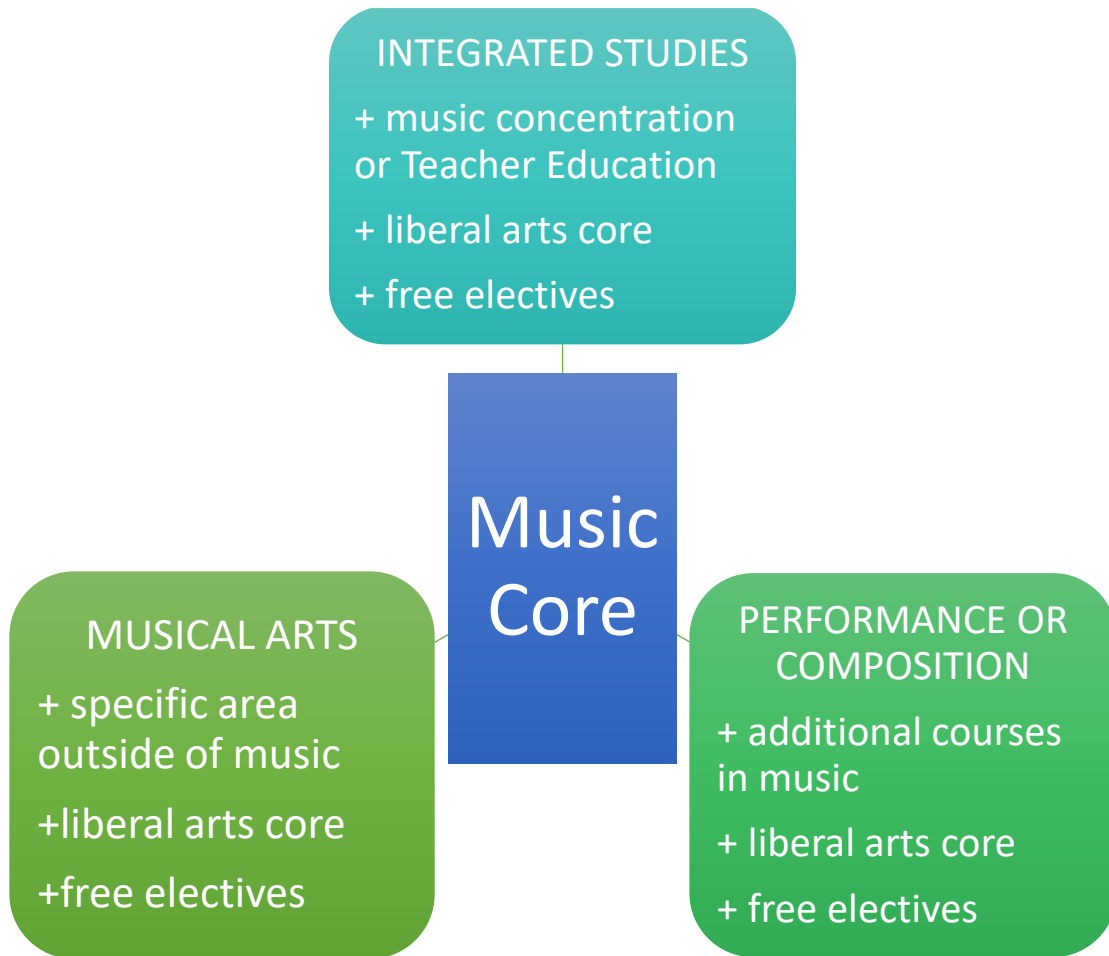 INTEGRATED STUDIES
+ music concentration
or Teacher Education
+ liberal arts core
+ free electives
Music
Core
MUSICAL ARTS
+ specific area
outside of music
+liberal arts core
+free electives
PERFORMANCE OR
COMPOSITION
+ additional courses
in music
+ liberal arts core
+ free electives